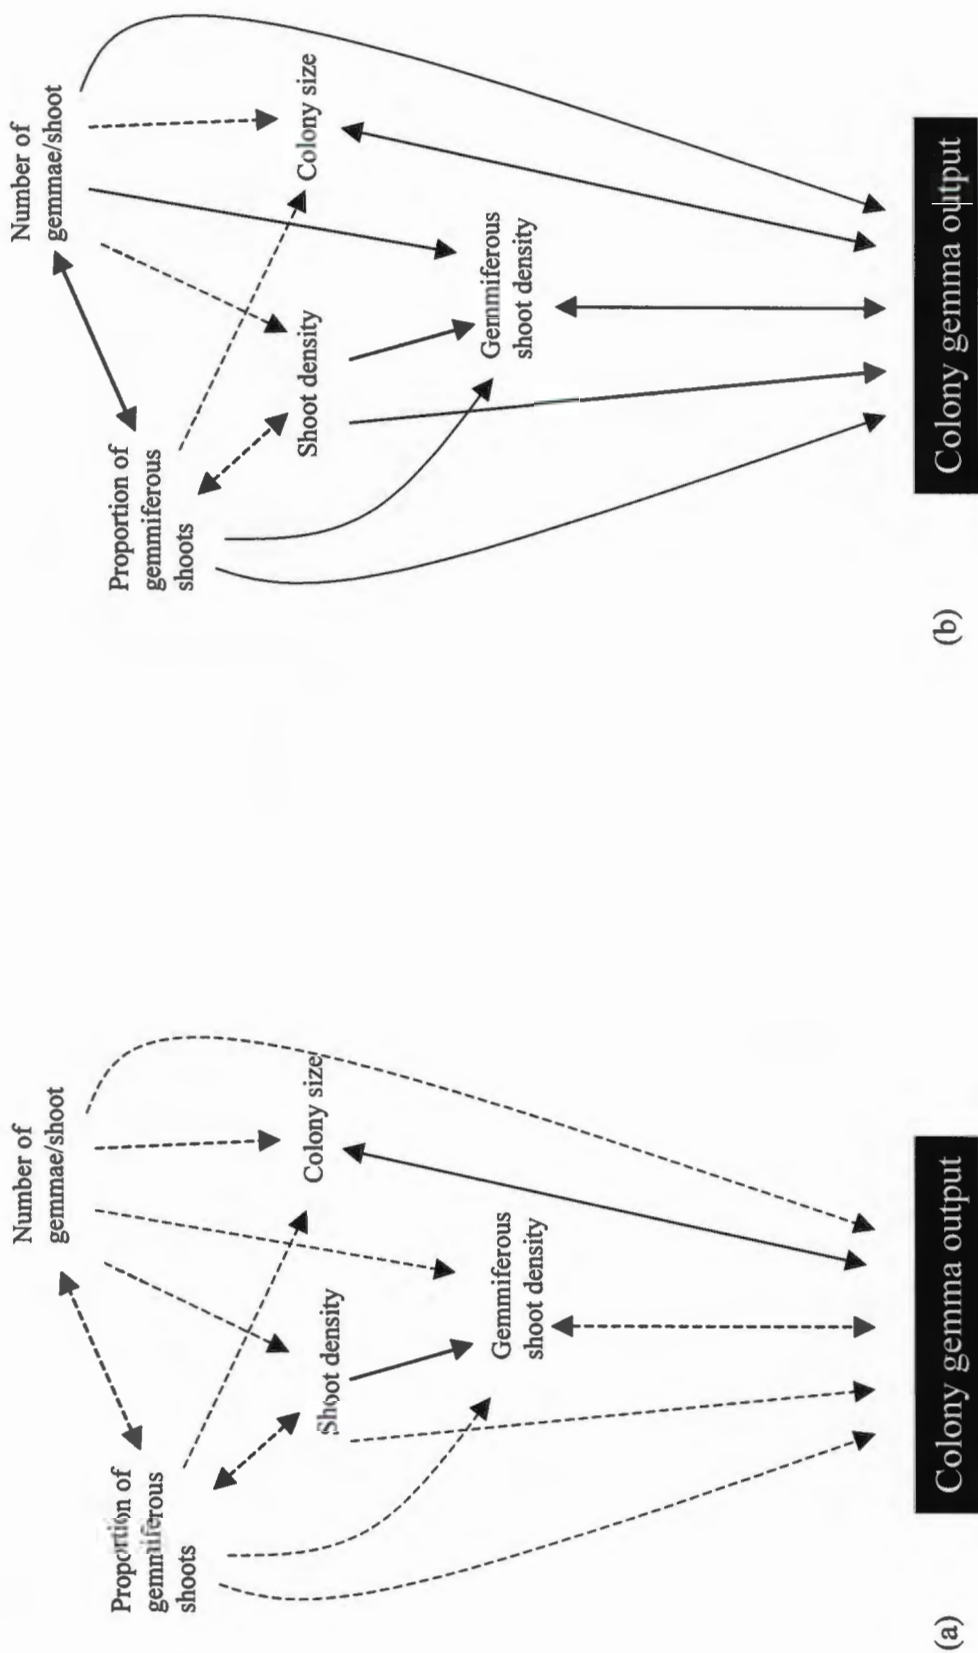 Number of
gemmae/shoot
Proportion of
gemmiferous
shoots
Colony size
Shoot density
Gemmiferous
shoot density
Colony gemma output
(a)
Number of
gemmae/shoot
Proportion of
gemmiferous
shoots
Colony size
Shoot density
Gemmiferous
shoot density
Colony gemma output
(b)